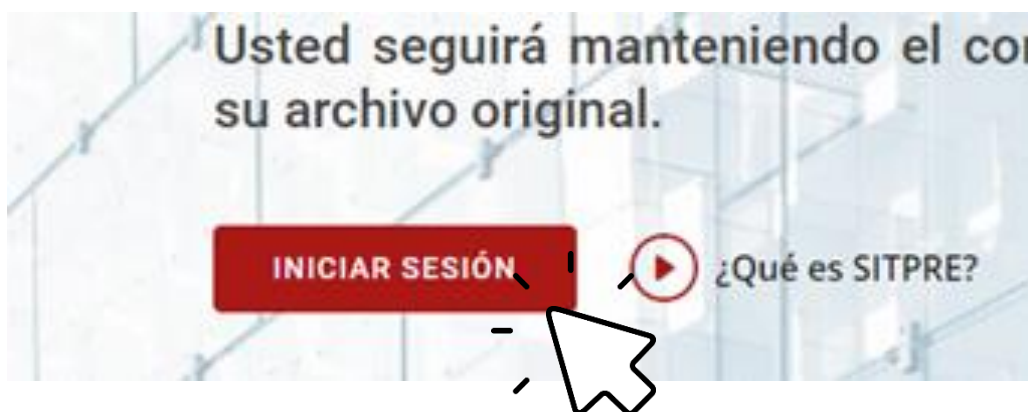 Usted seguirá manteniendo el
su archivo original.
INICIAR SESIÓN
¿Qué es SITPRE?